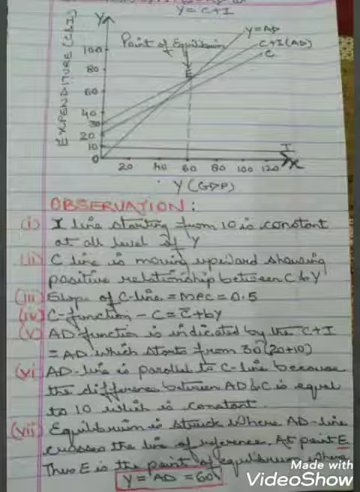 Y = C+I
Y
EXPENDITURE (C&I)
Point of Equilibrium
Y=AD
C+I(AD)
C
100
80
60
40
30
20
10
0
E
I
X
20 40 60 80 100 120
Y (GDP)
OBSERVATION:
(i) I line starting from 10 is constant
at all level of Y
(ii) C line is moving upward showing
positive relationship between C & Y
(iii) Slope of C-line = MPC = 0.5
(iv) C-function - C = C̅+by
(v) AD function is indicated by the C+I
= AD which starts from 30 (20+10)
(vi) AD-line is parallel to C-line because
the difference between AD & C is equal
to 10 which is constant
(vii) Equilibrium is struck where AD-line
crosses the line of reference. At point E
Thus E is the point of equilibrium where
Y = AD = 60
Made with
VideoShow